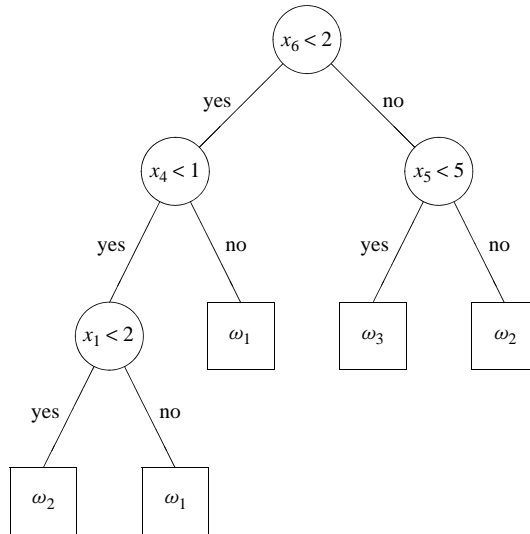 x₆ < 2
yes no
x₄ < 1 x₅ < 5
yes no yes no
x₁ < 2 ω₁ ω₃ ω₂
yes no
ω₂ ω₁